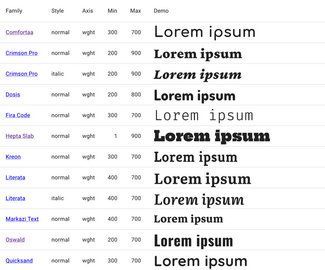 Family Style Axis Min Max Demo
Comfortaa normal wght 300 700 Lorem ipsum
Crimson Pro normal wght 200 900 Lorem ipsum
Crimson Pro italic wght 200 900 Lorem ipsum
Dosis normal wght 200 800 Lorem ipsum
Fira Code normal wght 300 700 Lorem ipsum
Hepta Slab normal wght 1 900 Lorem ipsum
Kreon normal wght 300 700 Lorem ipsum
Literata normal wght 400 700 Lorem ipsum
Literata italic wght 400 700 Lorem ipsum
Markazi Text normal wght 400 700 Lorem ipsum
Oswald normal wght 200 700 Lorem ipsum
Quicksand normal wght 300 700 Lorem ipsum